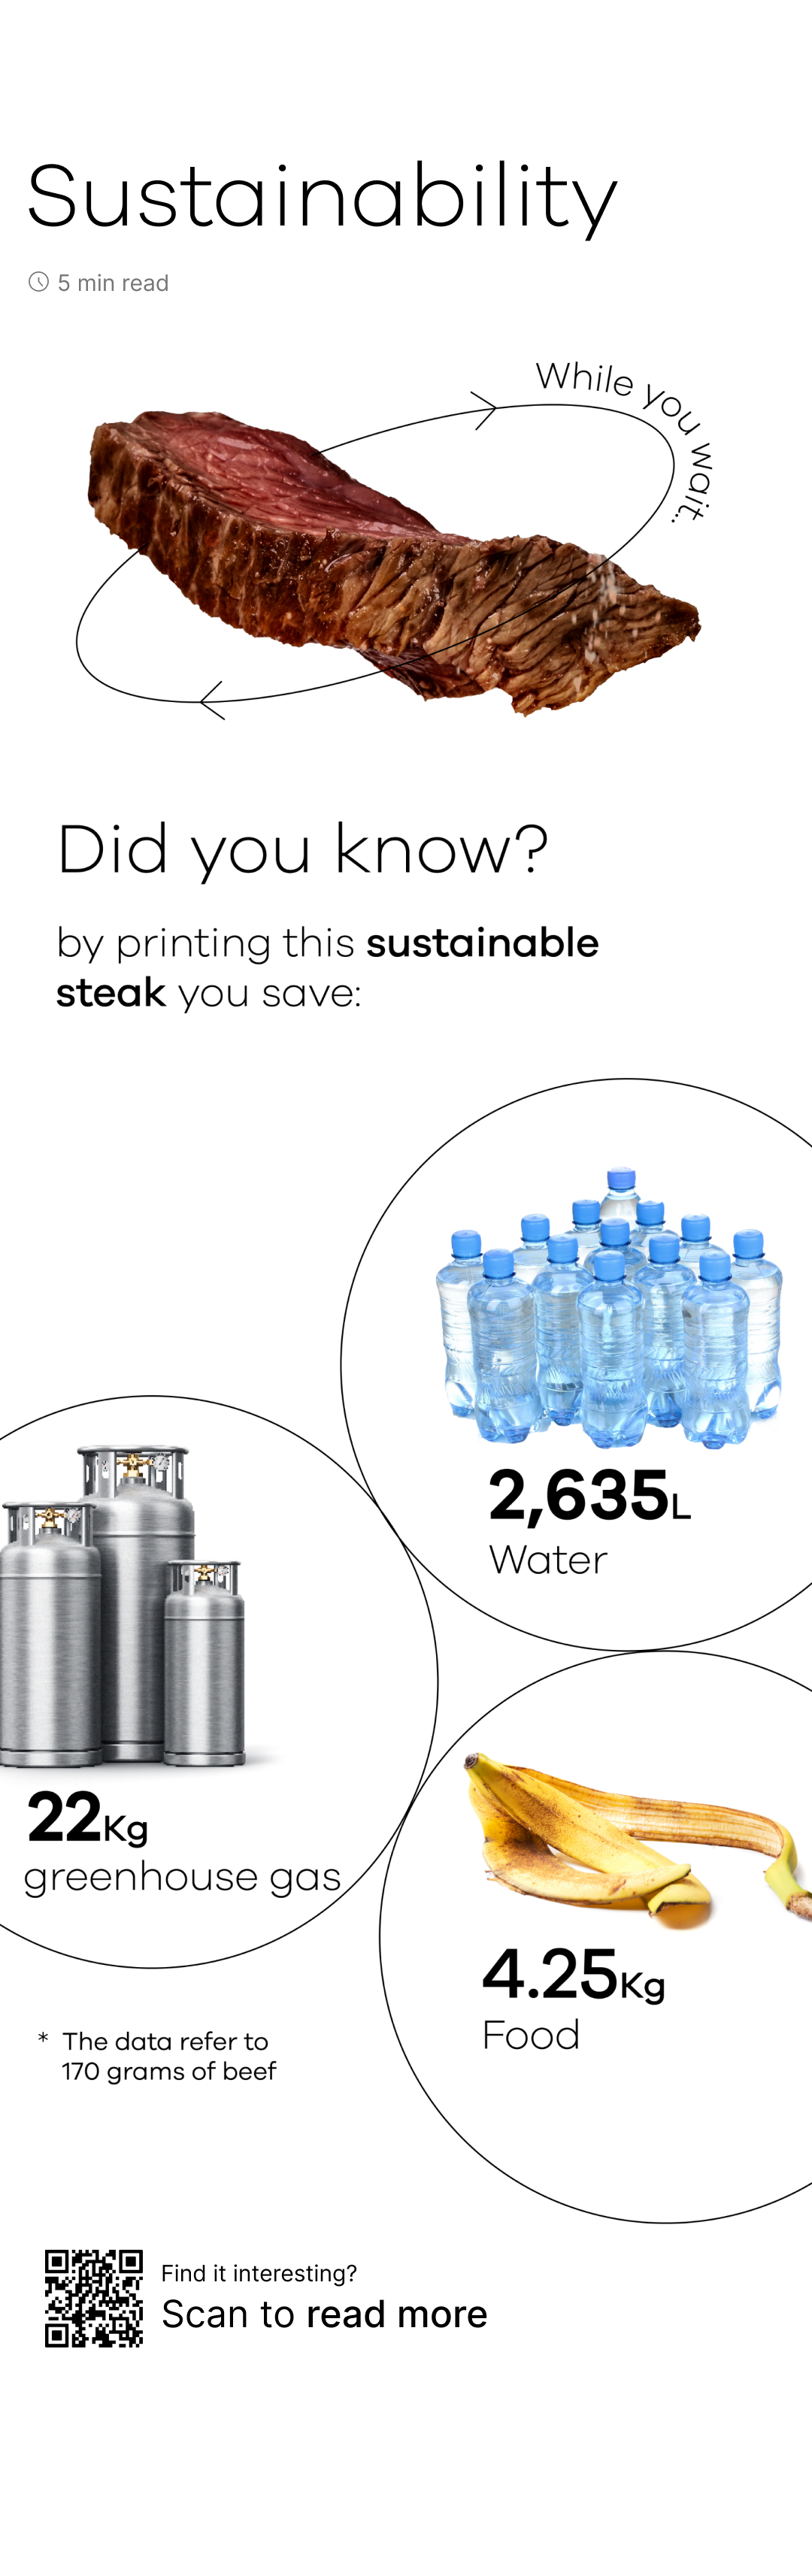 Sustainability
5 min read
While you wait..
Did you know?
by printing this sustainable
steak you save:
2,635L
Water
22Kg
greenhouse gas
4.25Kg
Food
* The data refer to
170 grams of beef
Find it interesting?
Scan to read more